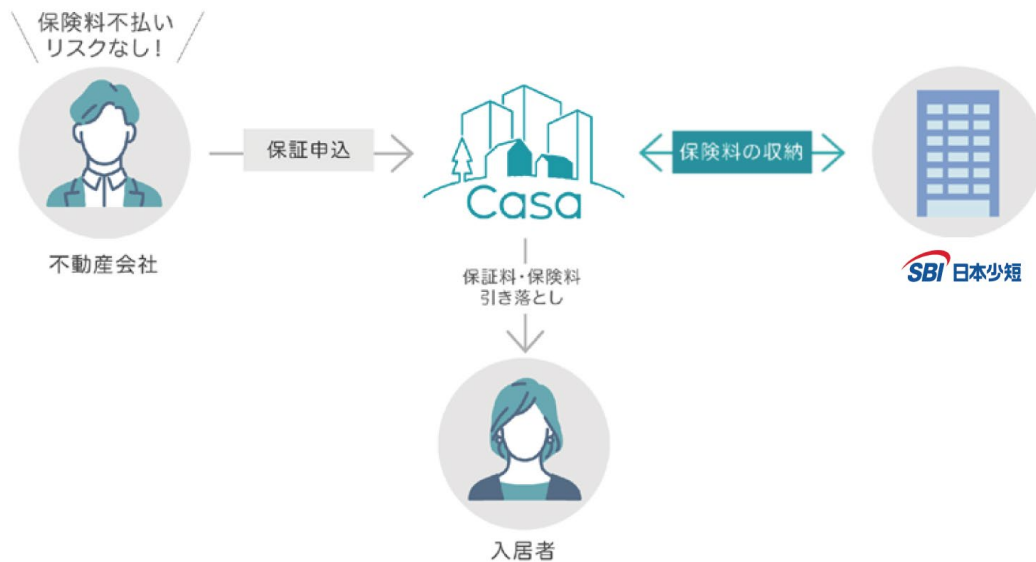 保険料不払い
リスクなし!
保証申込
Casa
保険料の収納
不動産会社
SBI 日本少短
保証料・保険料
引き落とし
入居者